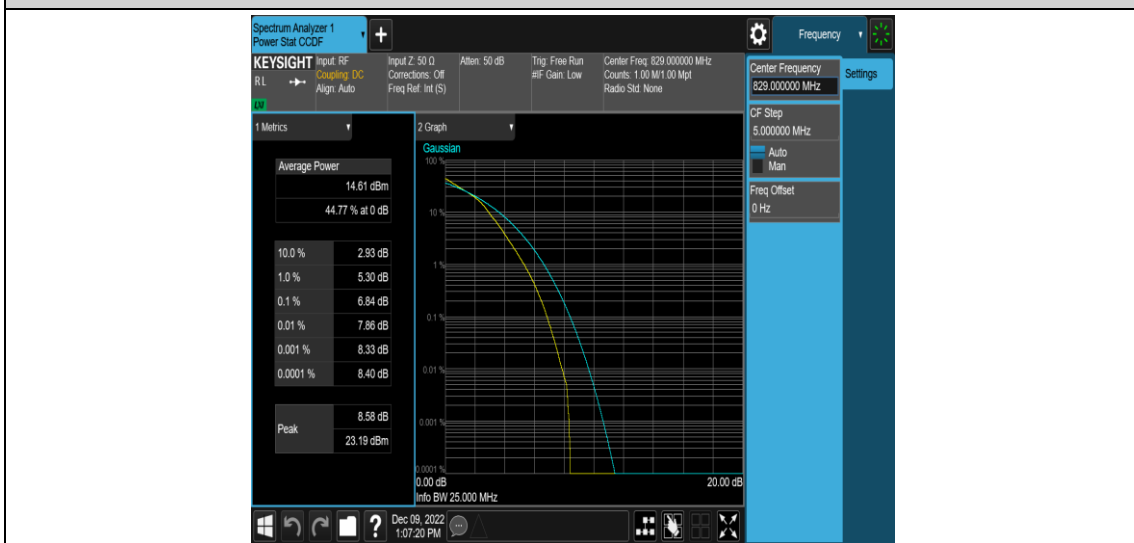 Spectrum Analyzer 1
Power Stat CCDF
+
Frequency
KEYSIGHT
RL
LXI
Input: RF
Coupling: DC
Align: Auto
Input Z: 50 Ω
Corrections: Off
Freq Ref: Int (S)
Atten: 50 dB
Trig: Free Run
#IF Gain: Low
Center Freq: 829.000000 MHz
Counts: 1.00 M/1.00 Mpt
Radio Std: None
Center Frequency
829.000000 MHz
Settings
CF Step
5.000000 MHz
Auto
Man
Freq Offset
0 Hz
1 Metrics
Average Power
14.61 dBm
44.77 % at 0 dB
10.0 % 2.93 dB
1.0 % 5.30 dB
0.1 % 6.84 dB
0.01 % 7.86 dB
0.001 % 8.33 dB
0.0001 % 8.40 dB
Peak
8.58 dB
23.19 dBm
2 Graph
Gaussian
100 %
10 %
1 %
0.1 %
0.01 %
0.001 %
0.0001 %
0.00 dB 20.00 dB
Info BW 25.000 MHz
?
Dec 09, 2022
1:07:20 PM